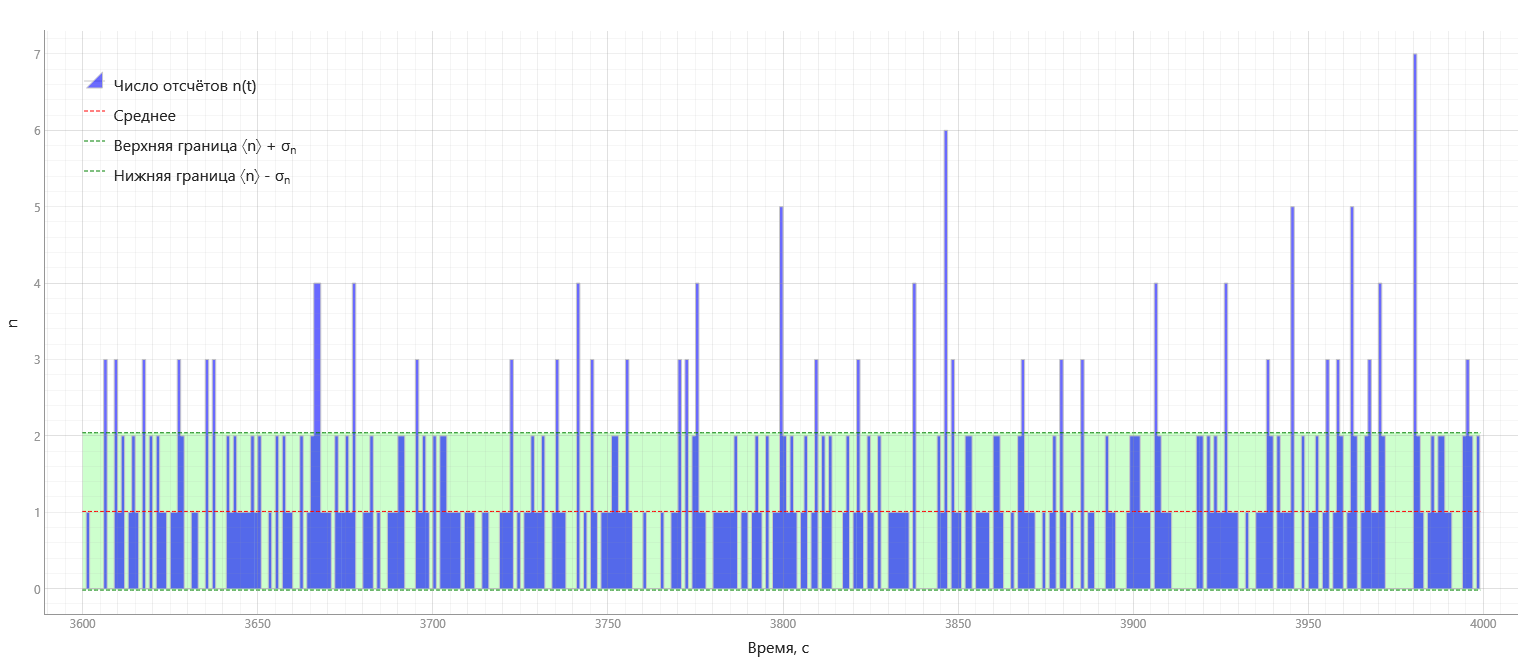 7
6
5
4
3
2
1
0
n
Число отсчётов n(t)
Среднее
Верхняя граница ⟨n⟩ + σn
Нижняя граница ⟨n⟩ - σn
3600 3650 3700 3750 3800 3850 3900 3950 4000
Время, с